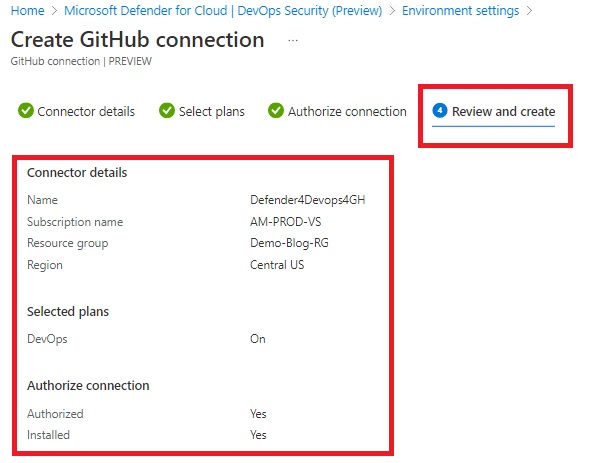 Home > Microsoft Defender for Cloud | DevOps Security (Preview) > Environment settings >
Create GitHub connection ...
GitHub connection | PREVIEW
Connector details Select plans Authorize connection 4 Review and create
Connector details
Name Defender4Devops4GH
Subscription name AM-PROD-VS
Resource group Demo-Blog-RG
Region Central US
Selected plans
DevOps On
Authorize connection
Authorized Yes
Installed Yes